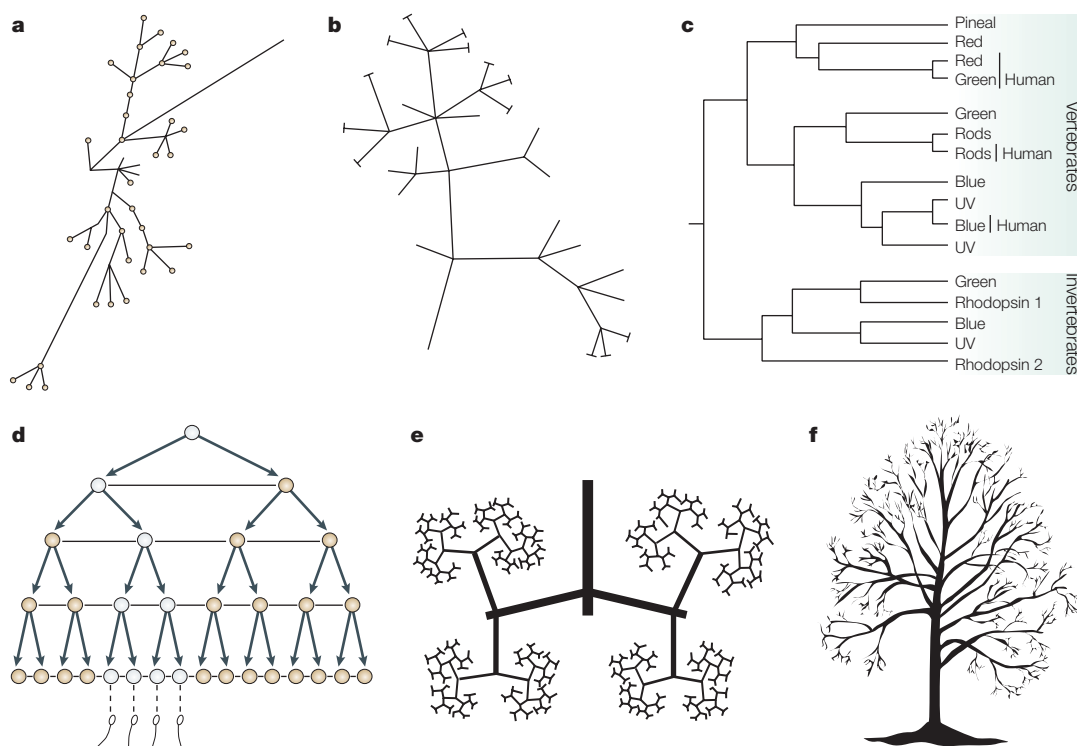 a
b
c
Pineal
Red
Red
Green
Human
Green
Rods
Rods
Human
Blue
UV
Blue
Human
UV
Vertebrates
Green
Rhodopsin 1
Blue
UV
Rhodopsin 2
Invertebrates
d
e
f